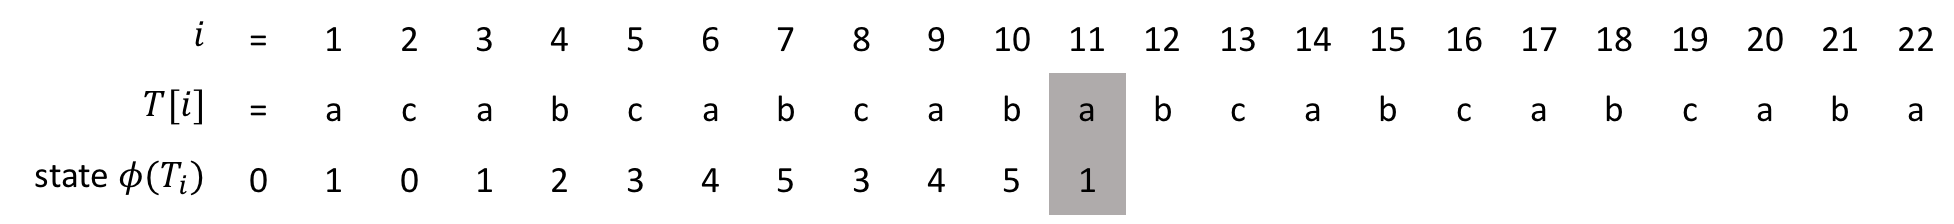 i = 1 2 3 4 5 6 7 8 9 10 11 12 13 14 15 16 17 18 19 20 21 22
T[i] = a c a b c a b c a b a b c a b c a b c a b a
state ϕ(Tᵢ) 0 1 0 1 2 3 4 5 3 4 5 1